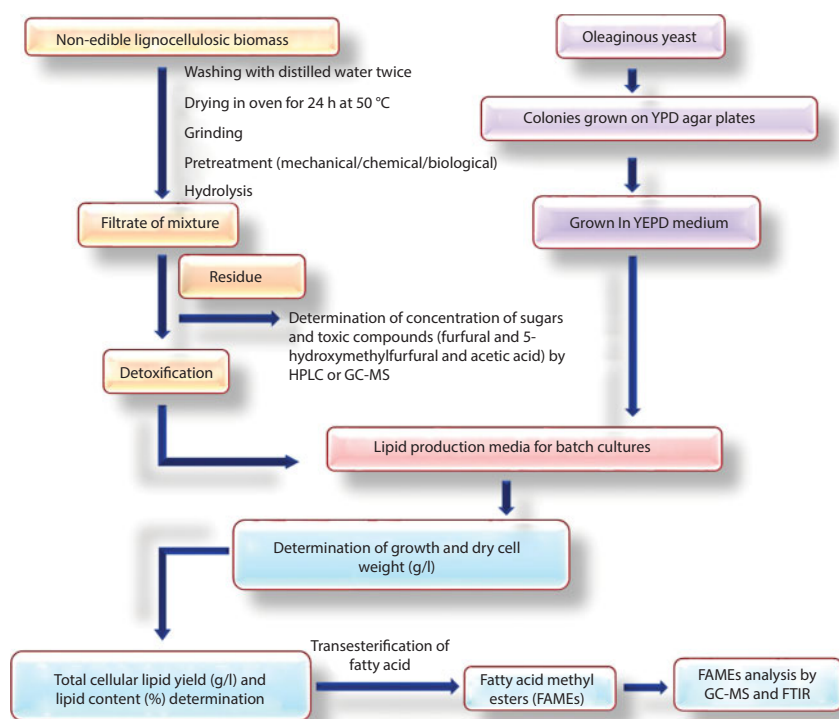 Non-edible lignocellulosic biomass
Washing with distilled water twice
Drying in oven for 24 h at 50 °C
Grinding
Pretreatment (mechanical/chemical/biological)
Hydrolysis
Filtrate of mixture
Residue
Determination of concentration of sugars
and toxic compounds (furfural and 5-
hydroxymethylfurfural and acetic acid) by
HPLC or GC-MS
Detoxification
Oleaginous yeast
Colonies grown on YPD agar plates
Grown In YEPD medium
Lipid production media for batch cultures
Determination of growth and dry cell
weight (g/l)
Total cellular lipid yield (g/l) and
lipid content (%) determination
Transesterification of
fatty acid
Fatty acid methyl
esters (FAMEs)
FAMEs analysis by
GC-MS and FTIR